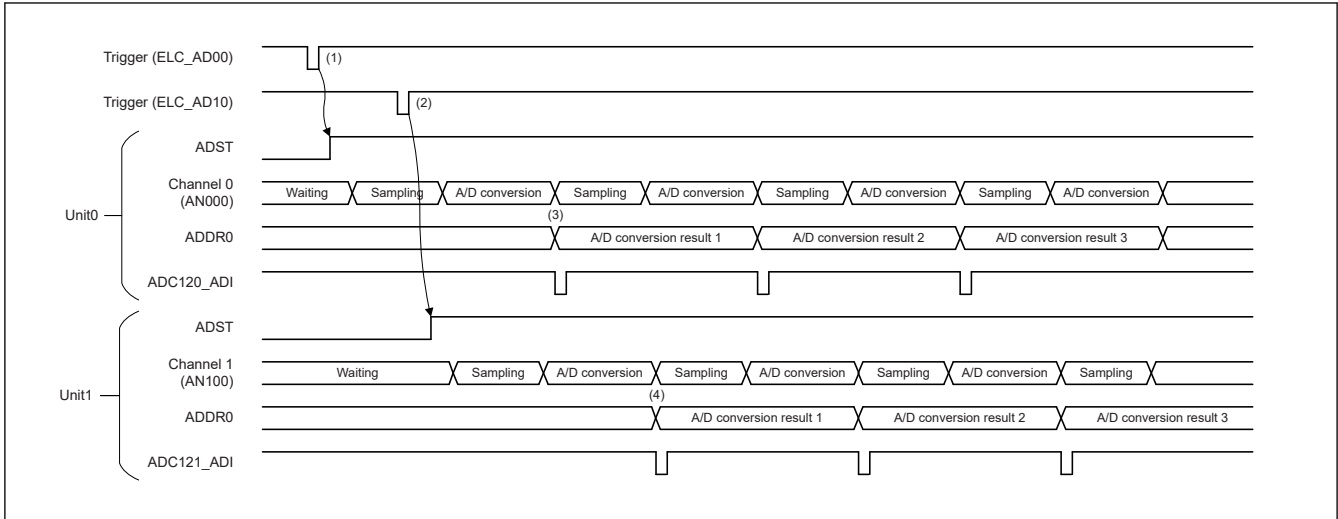 Trigger (ELC_AD00)
(1)
Trigger (ELC_AD10)
(2)
ADST
Channel 0
(AN000)
Waiting Sampling A/D conversion Sampling A/D conversion Sampling A/D conversion Sampling A/D conversion
Unit0
(3)
ADDR0
A/D conversion result 1 A/D conversion result 2 A/D conversion result 3
ADC120_ADI
ADST
Channel 1
(AN100)
Waiting Sampling A/D conversion Sampling A/D conversion Sampling A/D conversion Sampling
Unit1
(4)
ADDR0
A/D conversion result 1 A/D conversion result 2 A/D conversion result 3
ADC121_ADI